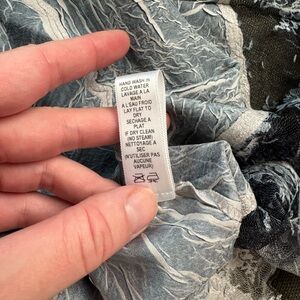 HAND WASH IN
COLD WATER
LAVAGE A LA
MAIN
A L'EAU FROID
LAY FLAT TO
DRY
SECHAGE A
PLAT
IF DRY CLEAN
(NO STEAM)
NETTOYAGE A
SEC
(N'UTILISER PAS
AUCUNE
VAPEUR)